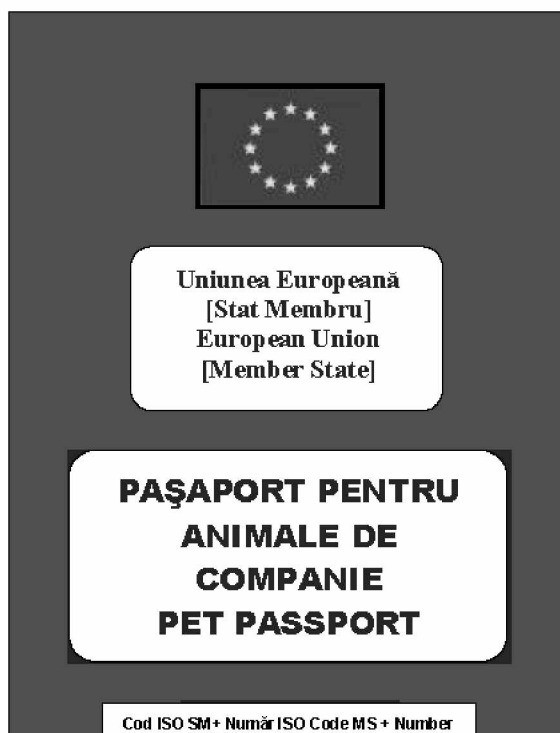 Uniunea Europeană
[Stat Membru]
European Union
[Member State]
PAŞAPORT PENTRU
ANIMALE DE
COMPANIE
PET PASSPORT
Cod ISO SM+ Număr ISO Code MS + Number